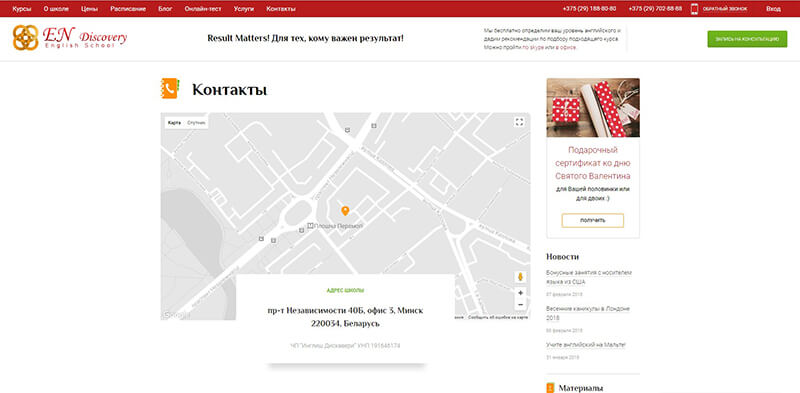 Курсы О школе Цены Расписание Блог Онлайн-тест Услуги Контакты +375 (29) 188-80-80 +375 (29) 702-88-88 ОБРАТНЫЙ ЗВОНОК Вход
EN Discovery
English School
Result Matters! Для тех, кому важен результат!
Мы бесплатно определим ваш уровень английского и
дадим рекомендации по подбору подходящего курса
Можно пройти по skype или в офисе.
ЗАПИСЬ НА КОНСУЛЬТАЦИЮ
Контакты
Карта Спутник
Площа Перамогі
Google
Сообщить об ошибке на карте
АДРЕС ШКОЛЫ
пр-т Независимости 40Б, офис 3, Минск
220034, Беларусь
ЧП "Инглиш Дискавери" УНП 191646174
Подарочный
сертификат ко дню
Святого Валентина
для Вашей половинки или
для двоих :)
ПОЛУЧИТЬ
Новости
Бонусные занятия с носителем
языка из США
07 февраля 2018
Весенние каникулы в Лондоне
2018
Учите английский на Мальте!
31 января 2018
Материалы